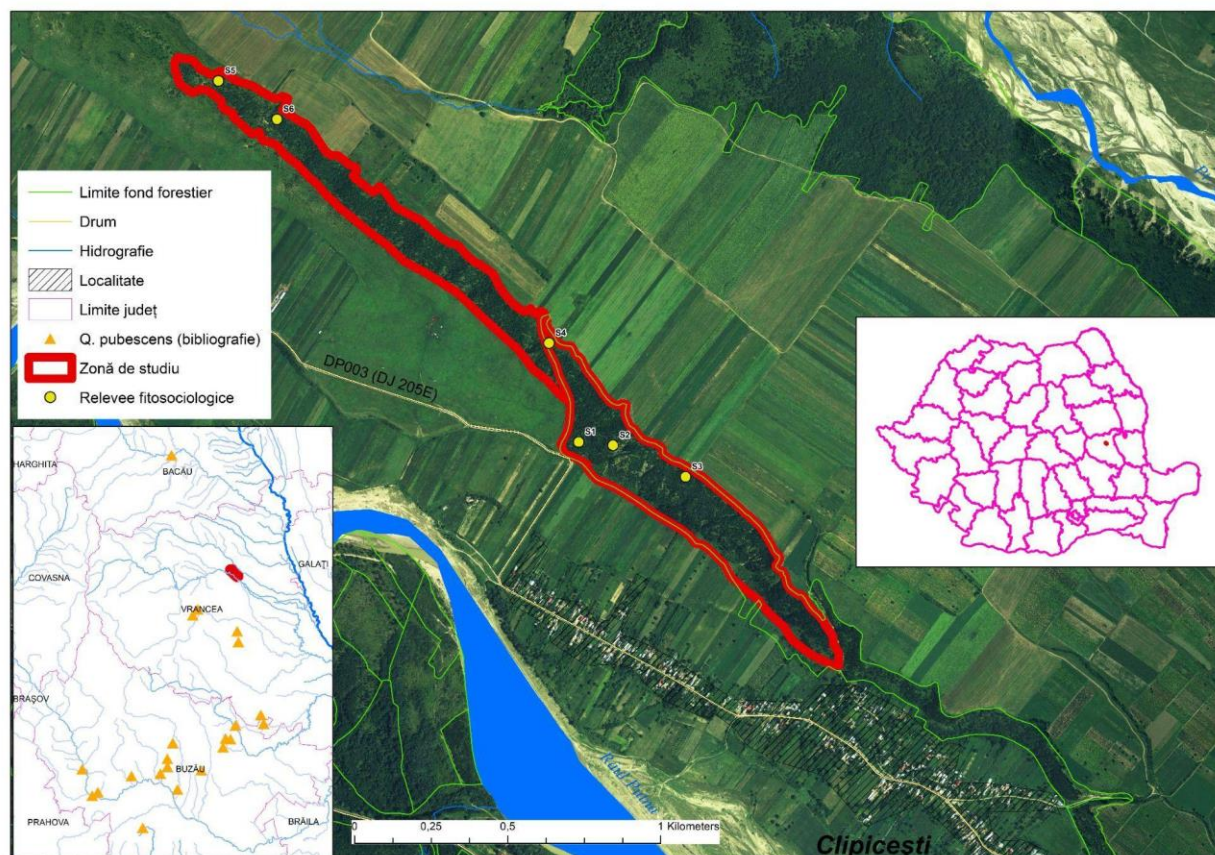 S5
S6
Limite fond forestier
Drum
Hidrografie
Localitate
Limite județ
Q. pubescens (bibliografie)
Zonă de studiu
Relevee fitosociologice
S4
DP003 (DJ 205E)
S1
S2
S3
HARGHITA
BACĂU
COVASNA
GALAȚI
VRANCEA
BRAȘOV
BUZĂU
PRAHOVA
BRĂILA
0
0,25
0,5
1 Kilometers
Clipicești